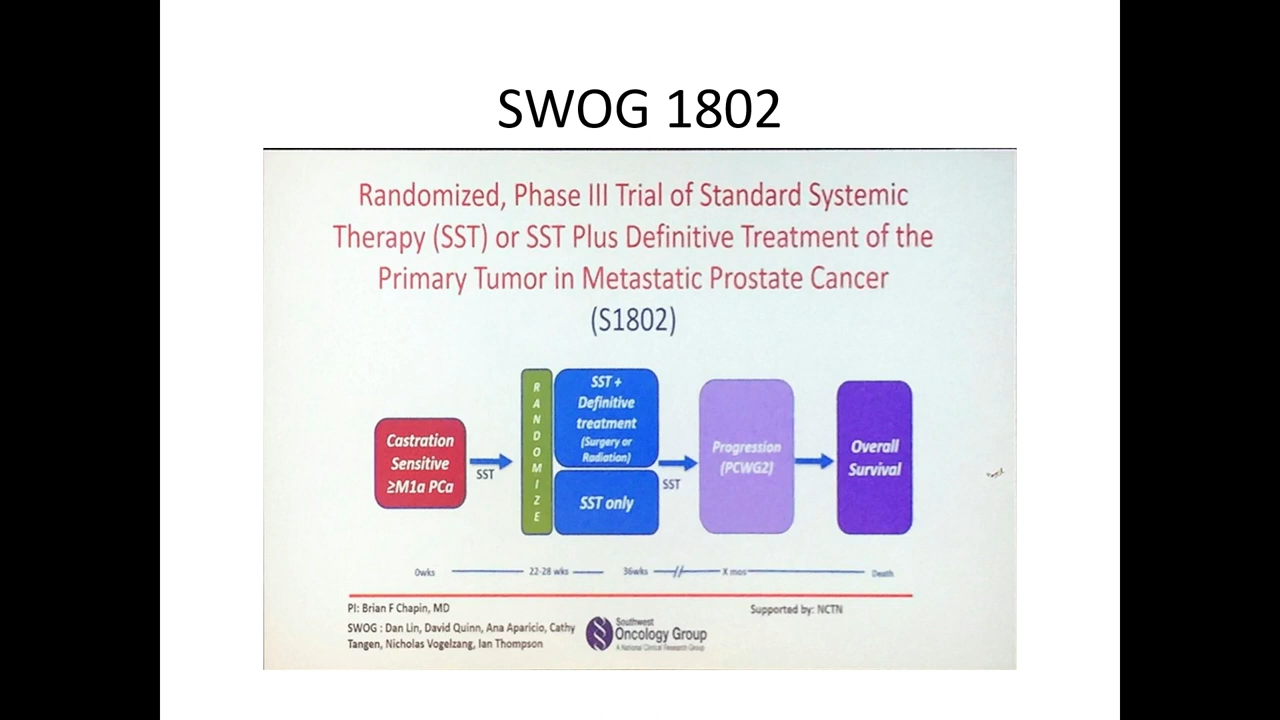 SWOG 1802
Randomized, Phase III Trial of Standard Systemic
Therapy (SST) or SST Plus Definitive Treatment of the
Primary Tumor in Metastatic Prostate Cancer
(S1802)
Castration
Sensitive
≥M1a PCa
SST
RANDOMIZE
SST +
Definitive
treatment
(Surgery or
Radiation)
SST only
SST
Progression
(PCWG2)
Overall
Survival
0wks
22-28 wks
36wks
X mos
Death
PI: Brian F Chapin, MD
SWOG : Dan Lin, David Quinn, Ana Aparicio, Cathy
Tangen, Nicholas Vogelzang, Ian Thompson
Southwest
Oncology Group
A National Clinical Research Group
Supported by: NCTN